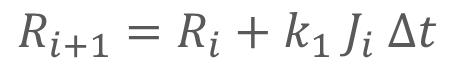 R_{i+1} = R_i + k_1 J_i Δt